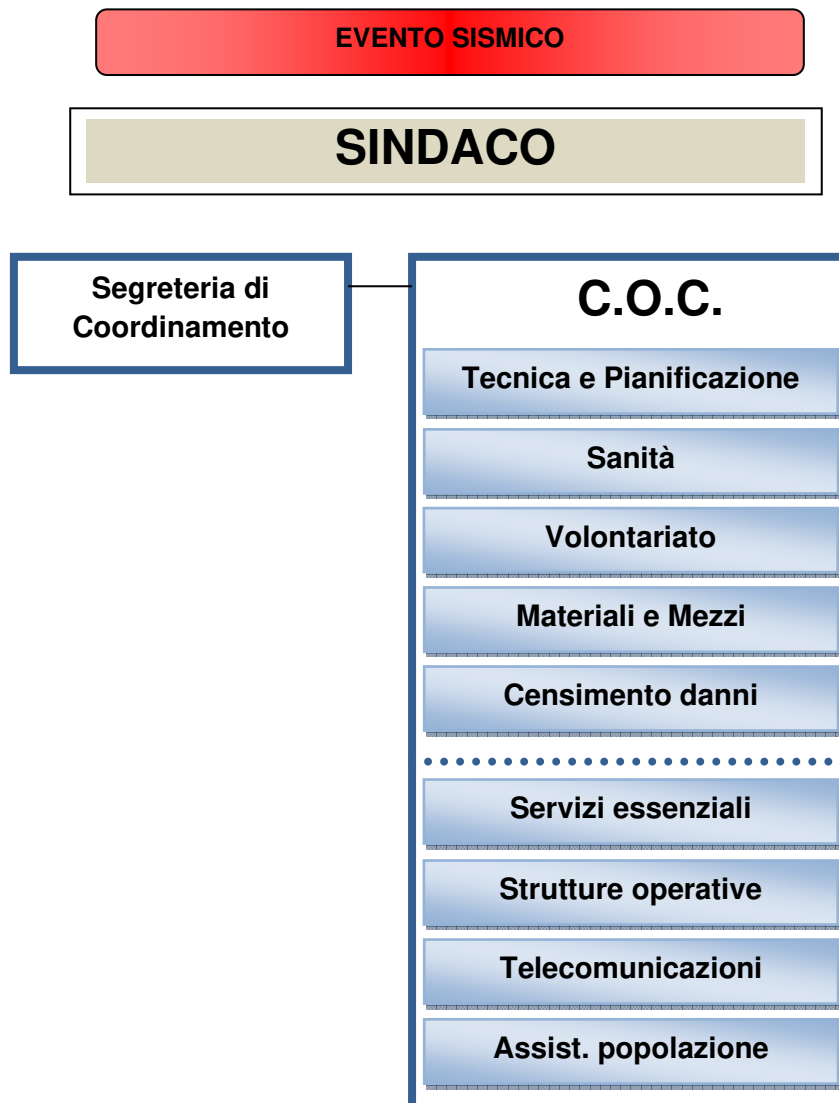 EVENTO SISMICO
SINDACO
Segreteria di
Coordinamento
C.O.C.
Tecnica e Pianificazione
Sanità
Volontariato
Materiali e Mezzi
Censimento danni
Servizi essenziali
Strutture operative
Telecomunicazioni
Assist. popolazione